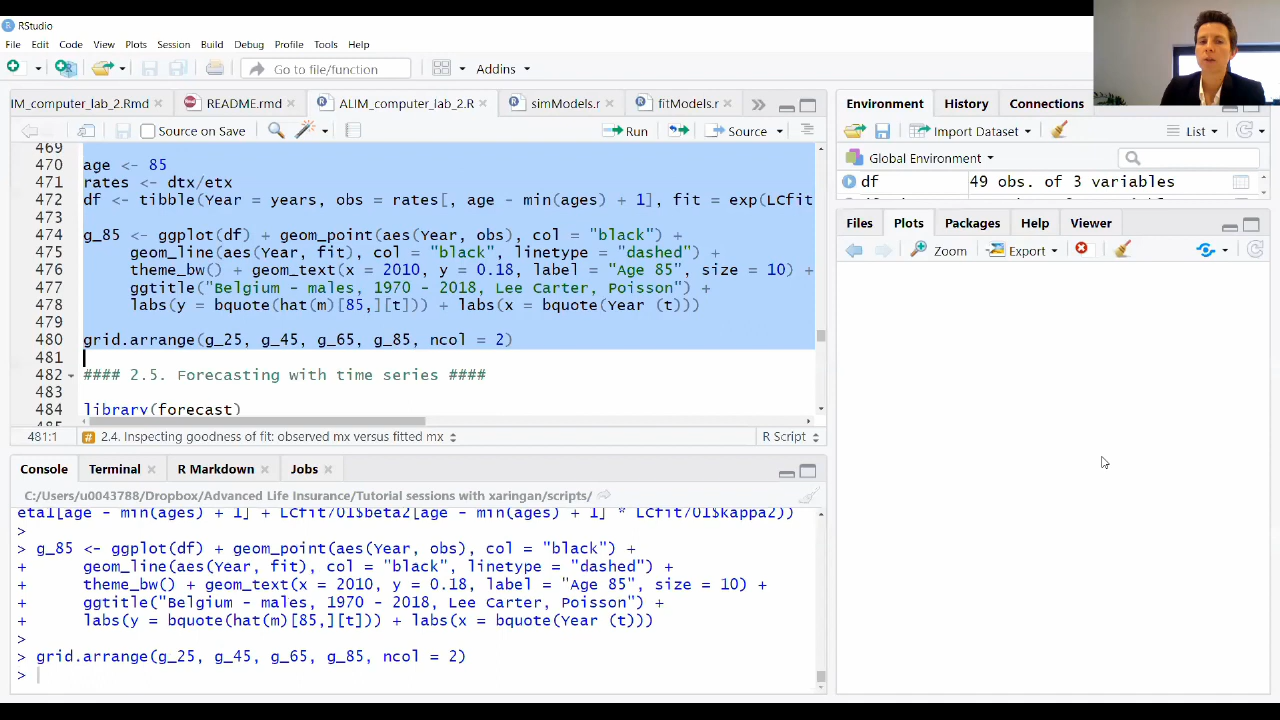 RStudio
File Edit Code View Plots Session Build Debug Profile Tools Help
Go to file/function Addins
IM_computer_lab_2.Rmd README.rmd ALIM_computer_lab_2.R simModels.r fitModels.r
Source on Save Run Source
469
470 age <- 85
471 rates <- dtx/etx
472 df <- tibble(Year = years, obs = rates[, age - min(ages) + 1], fit = exp(LCfit
473
474 g_85 <- ggplot(df) + geom_point(aes(Year, obs), col = "black") +
475 geom_line(aes(Year, fit), col = "black", linetype = "dashed") +
476 theme_bw() + geom_text(x = 2010, y = 0.18, label = "Age 85", size = 10) +
477 ggtitle("Belgium - males, 1970 - 2018, Lee Carter, Poisson") +
478 labs(y = bquote(hat(m)[85,][t])) + labs(x = bquote(Year (t)))
479
480 grid.arrange(g_25, g_45, g_65, g_85, ncol = 2)
481
482 #### 2.5. Forecasting with time series ####
483
484 library(forecast)
481:1 # 2.4. Inspecting goodness of fit: observed mx versus fitted mx R Script
Console Terminal R Markdown Jobs
C:/Users/u0043788/Dropbox/Advanced Life Insurance/Tutorial sessions with xaringan/scripts/
eta1[age - min(ages) + 1] + LCfit701$beta2[age - min(ages) + 1] * LCfit701$kappa2))
>
> g_85 <- ggplot(df) + geom_point(aes(Year, obs), col = "black") +
+ geom_line(aes(Year, fit), col = "black", linetype = "dashed") +
+ theme_bw() + geom_text(x = 2010, y = 0.18, label = "Age 85", size = 10) +
+ ggtitle("Belgium - males, 1970 - 2018, Lee Carter, Poisson") +
+ labs(y = bquote(hat(m)[85,][t])) + labs(x = bquote(Year (t)))
>
> grid.arrange(g_25, g_45, g_65, g_85, ncol = 2)
>
Environment History Connections
Import Dataset List
Global Environment
df 49 obs. of 3 variables
Files Plots Packages Help Viewer
Zoom Export